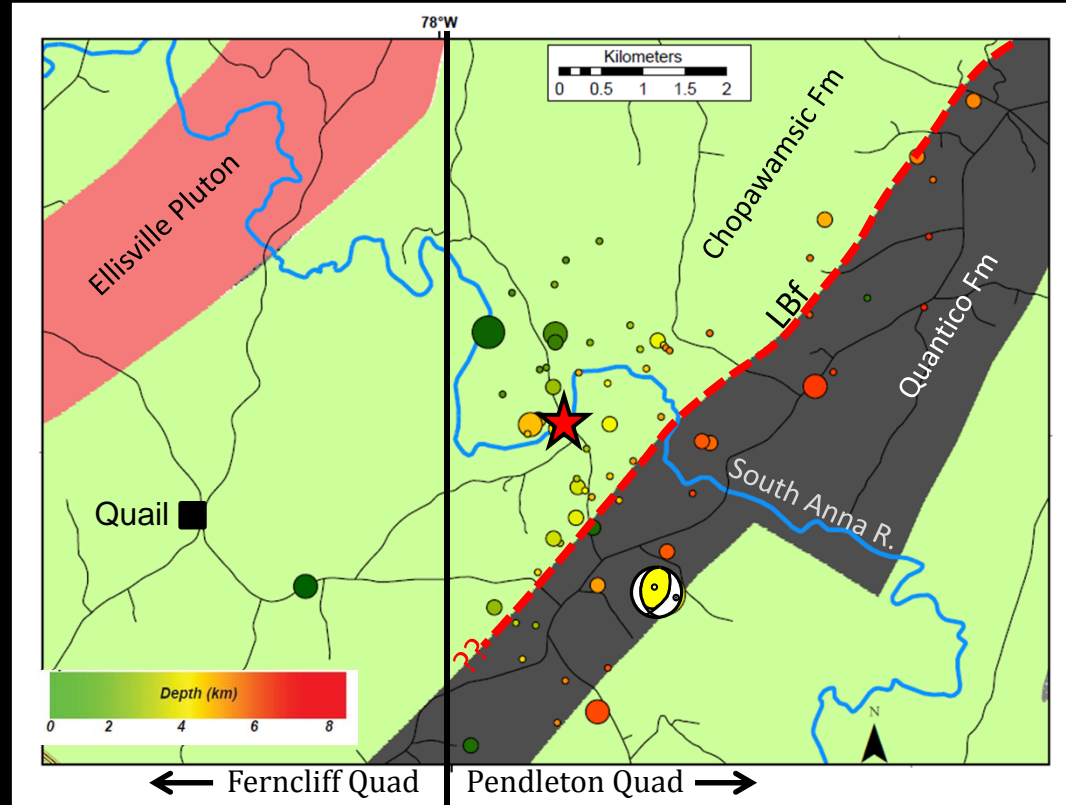 78°W
Kilometers
0 0.5 1 1.5 2
Chopawamsic Fm
Ellisville Pluton
LBf
Quantico Fm
South Anna R.
Quail
??
Depth (km)
0 2 4 6 8
N
Ferncliff Quad
Pendleton Quad